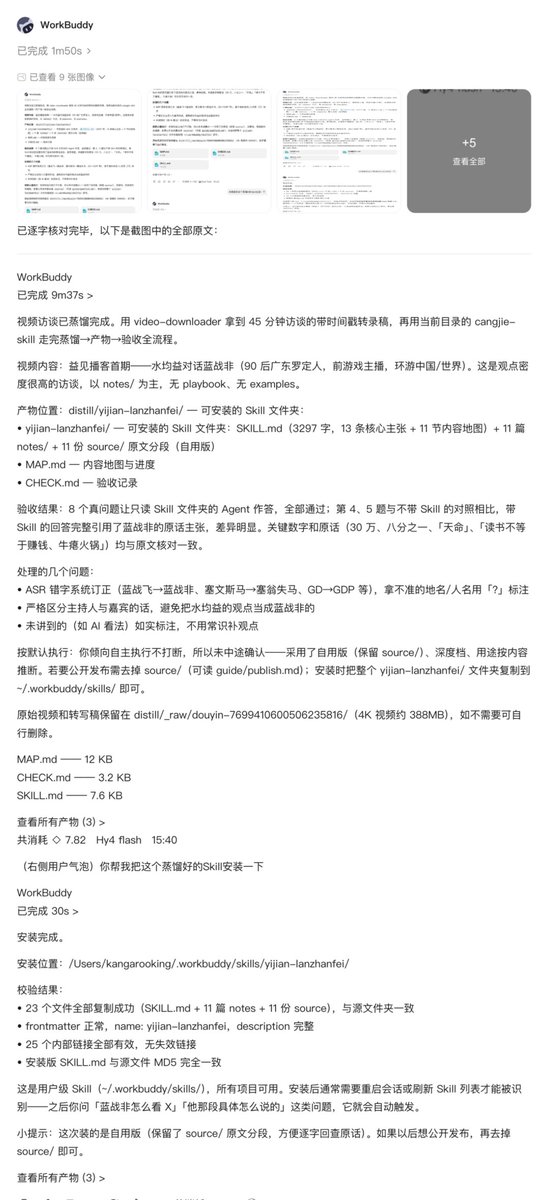 WorkBuddy
已完成 1m50s >
已查看 9 张图像
+5
查看全部
已逐字核对完毕，以下是截图中的全部原文：
WorkBuddy
已完成 9m37s >
视频访谈已蒸馏完成。用 video-downloader 拿到 45 分钟访谈的带时间戳转录稿，再用当前目录的 cangjie-
skill 走完蒸馏→产物→验收全流程。
视频内容：益见播客首期——水均益对话蓝战非（90 后广东罗定人，前游戏主播，环游中国/世界）。这是观点密
度很高的访谈，以 notes/ 为主，无 playbook、无 examples。
产物位置：distill/yijian-lanzhanfei/ — 可安装的 Skill 文件夹：
• yijian-lanzhanfei/ — 可安装的 Skill 文件夹：SKILL.md（3297 字，13 条核心主张 + 11 节内容地图）+ 11 篇
notes/ + 11 份 source/ 原文分段（自用版）
• MAP.md — 内容地图与进度
• CHECK.md — 验收记录
验收结果：8 个真问题让只读 Skill 文件夹的 Agent 作答，全部通过；第 4、5 题与不带 Skill 的对照相比，带
Skill 的回答完整引用了蓝战非的原话主张，差异明显。关键数字和原话（30 万、八分之一、「天命」、「读书不等
于赚钱、牛瘪火锅」）均与原文核对一致。
处理的几个问题：
• ASR 错字系统订正（蓝战飞→蓝战非、塞文斯马→塞翁失马、GD→GDP 等），拿不准的地名/人名用「?」标注
• 严格区分主持人与嘉宾的话，避免把水均益的观点当成蓝战非的
• 未讲到的（如 AI 看法）如实标注，不用常识补观点
按默认执行：你倾向自主执行不打断，所以未中途确认——采用了自用版（保留 source/）、深度档、用途按内容
推断。若要公开发布需去掉 source/（可读 guide/publish.md）；安装时把整个 yijian-lanzhanfei/ 文件夹复制到
~/.workbuddy/skills/ 即可。
原始视频和转写稿保留在 distill/_raw/douyin-7699410600506235816/（4K 视频约 388MB），如不需要可自
行删除。
MAP.md —— 12 KB
CHECK.md —— 3.2 KB
SKILL.md —— 7.6 KB
查看所有产物 (3) >
共消耗 ◇ 7.82 Hy4 flash 15:40
（右侧用户气泡）你帮我把这个蒸馏好的Skill安装一下
WorkBuddy
已完成 30s >
安装完成。
安装位置：/Users/kangarooking/.workbuddy/skills/yijian-lanzhanfei/
校验结果：
• 23 个文件全部复制成功（SKILL.md + 11 篇 notes + 11 份 source），与源文件夹一致
• frontmatter 正常，name: yijian-lanzhanfei，description 完整
• 25 个内部链接全部有效，无失效链接
• 安装版 SKILL.md 与源文件 MD5 完全一致
这是用户级 Skill（~/.workbuddy/skills/），所有项目可用。安装后通常需要重启会话或刷新 Skill 列表才能被识
别——之后你问「蓝战非怎么看 X」「他那段具体怎么说的」这类问题，它就会自动触发。
小提示：这次装的是自用版（保留了 source/ 原文分段，方便逐字回查原话）。如果以后想公开发布，再去掉
source/ 即可。
查看所有产物 (3) >